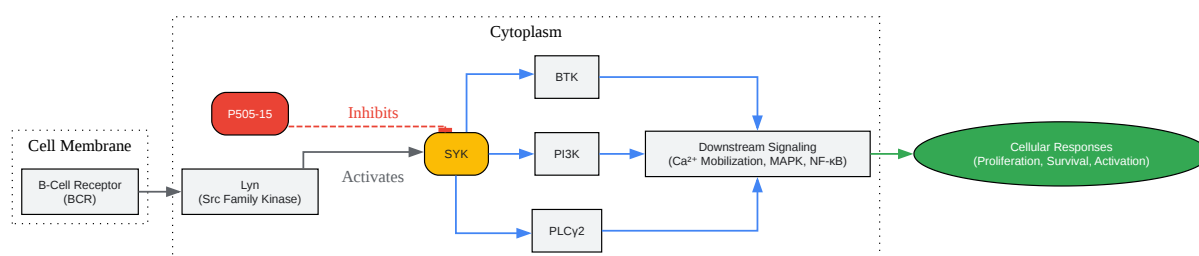 Cytoplasm
BTK
P505-15
Inhibits
Cell Membrane
SYK
PI3K
Downstream Signaling
(Ca²⁺ Mobilization, MAPK, NF-κB)
Cellular Responses
(Proliferation, Survival, Activation)
B-Cell Receptor
(BCR)
Lyn
(Src Family Kinase)
Activates
PLCγ2